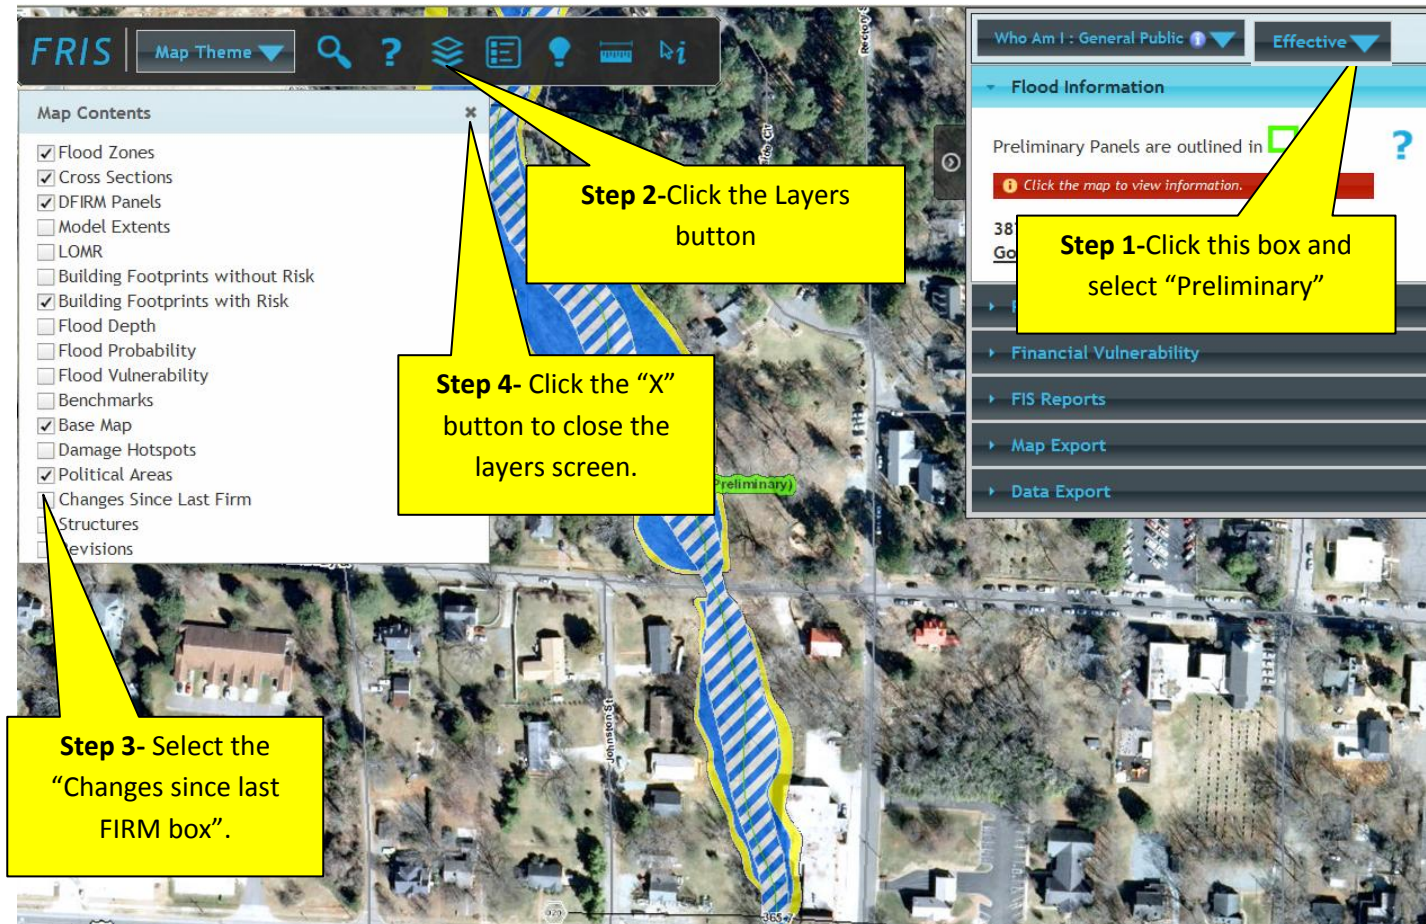 FRIS
Map Theme
?
i
Who Am I : General Public i
Effective
Map Contents
Flood Zones
Cross Sections
DFIRM Panels
Model Extents
LOMR
Building Footprints without Risk
Building Footprints with Risk
Flood Depth
Flood Probability
Flood Vulnerability
Benchmarks
Base Map
Damage Hotspots
Political Areas
Changes Since Last Firm
Structures
Revisions
Flood Information
Preliminary Panels are outlined in
?
Click the map to view information.
Step 2-Click the Layers
button
Step 1-Click this box and
select “Preliminary”
Financial Vulnerability
FIS Reports
Map Export
Data Export
Step 4- Click the “X”
button to close the
layers screen.
Preliminary)
Step 3- Select the
“Changes since last
FIRM box”.
Johnston St
Rectory S
365.7